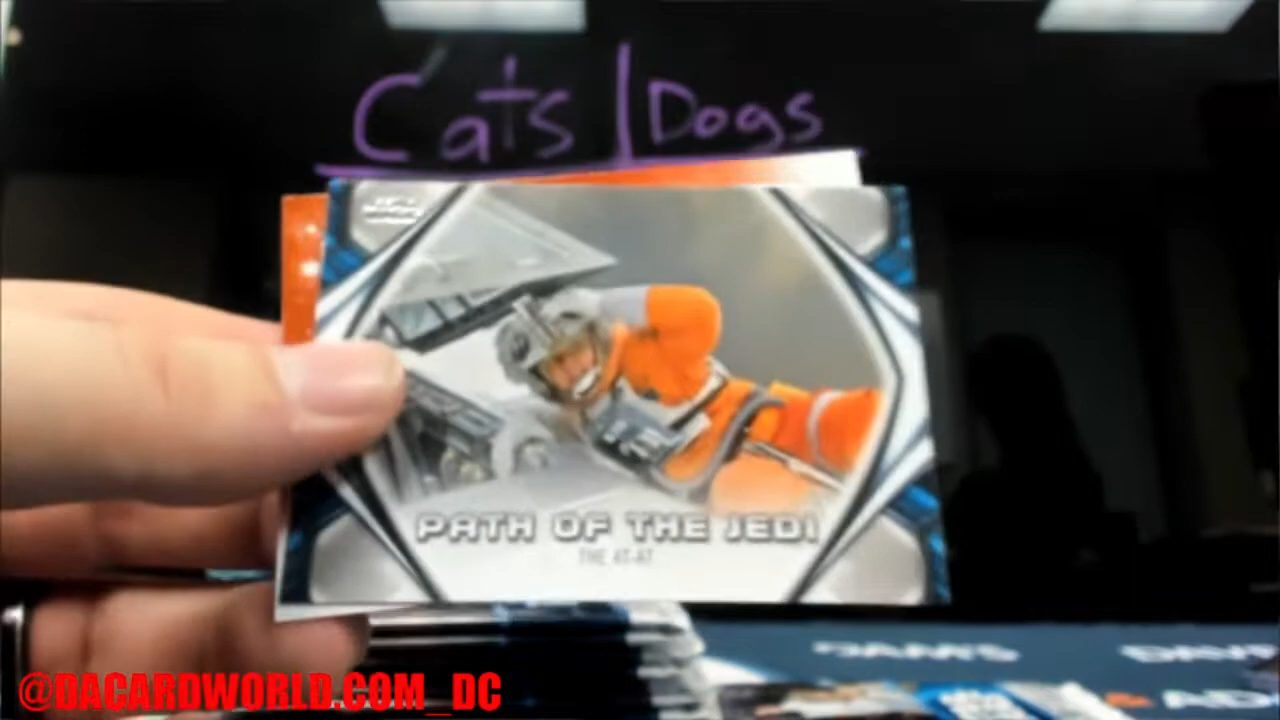 Cats | Dogs
PATH OF THE JEDI
THE AT-AT
@DACARDWORLD.COM_DC